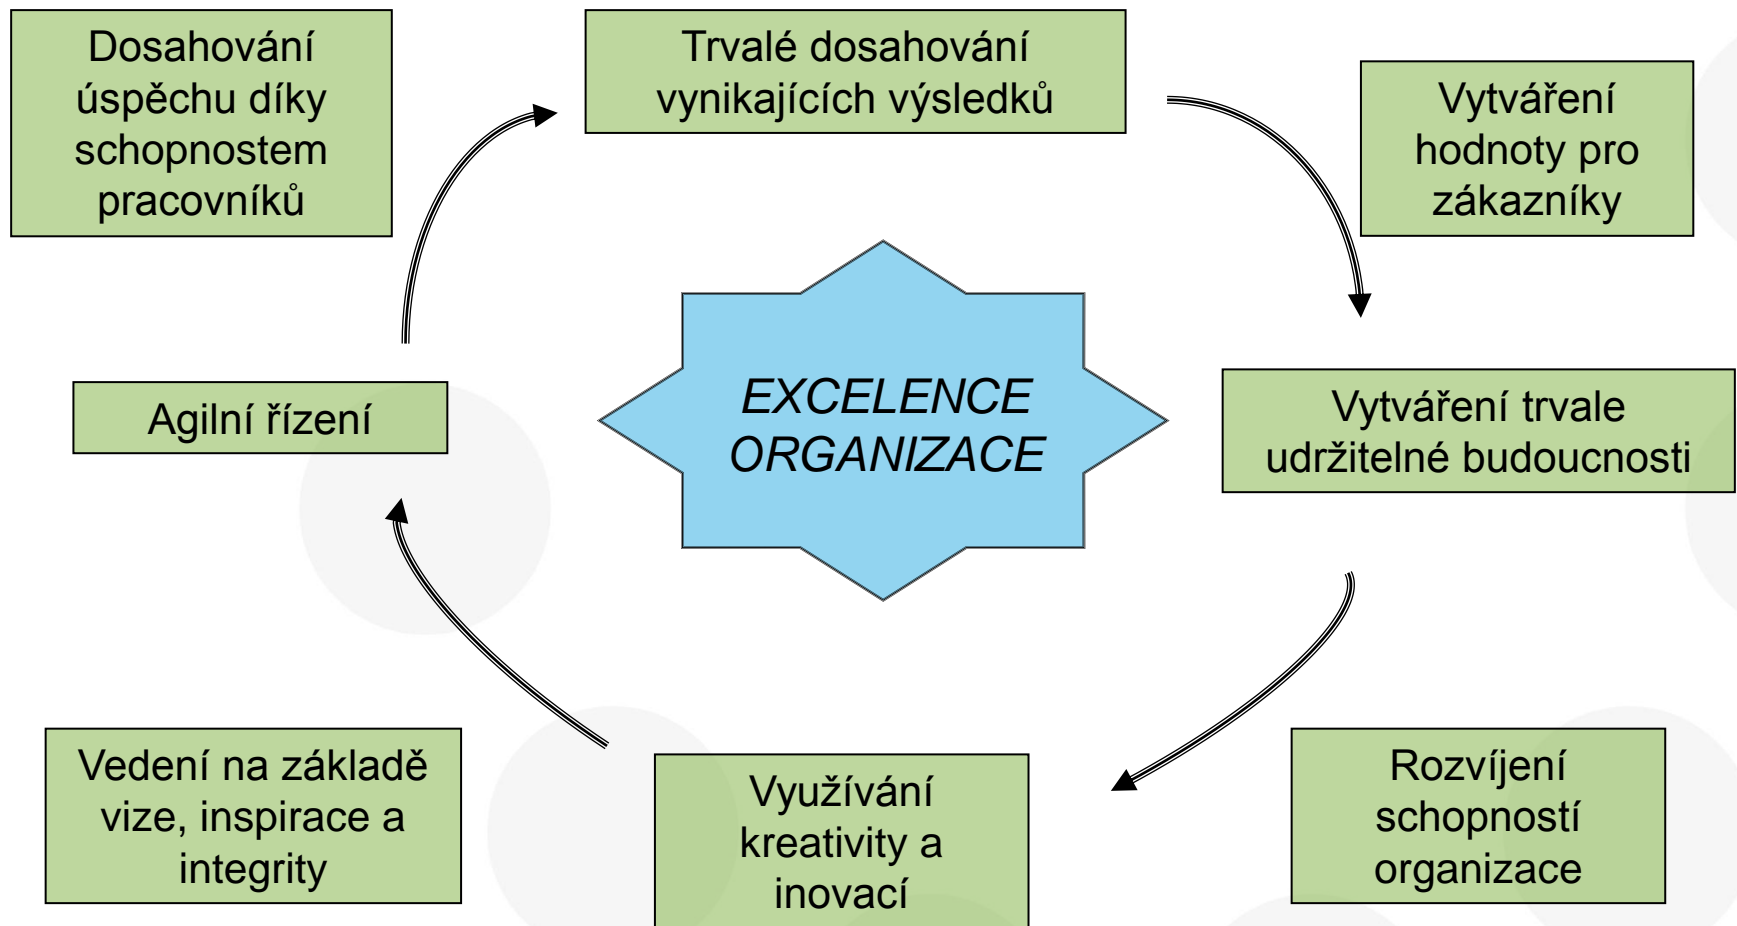 Dosahování
úspěchu díky
schopnostem
pracovníků
Trvalé dosahování
vynikajících výsledků
Vytváření
hodnoty pro
zákazníky
EXCELENCE
ORGANIZACE
Agilní řízení
Vytváření trvale
udržitelné budoucnosti
Vedení na základě
vize, inspirace a
integrity
Využívání
kreativity a
inovací
Rozvíjení
schopností
organizace